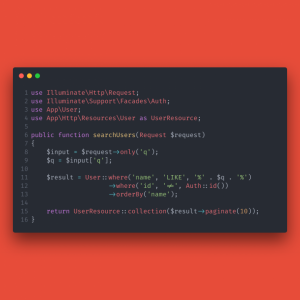 1 use Illuminate\Http\Request;
2 use Illuminate\Support\Facades\Auth;
3 use App\User;
4 use App\Http\Resources\User as UserResource;
5
6 public function searchUsers(Request $request)
7 {
8     $input = $request->only('q');
9     $q = $input['q'];
10
11     $result = User::where('name', 'LIKE', '%' . $q . '%')
12                     ->where('id', '!=', Auth::id())
13                     ->orderBy('name');
14
15     return UserResource::collection($result->paginate(10));
16 }